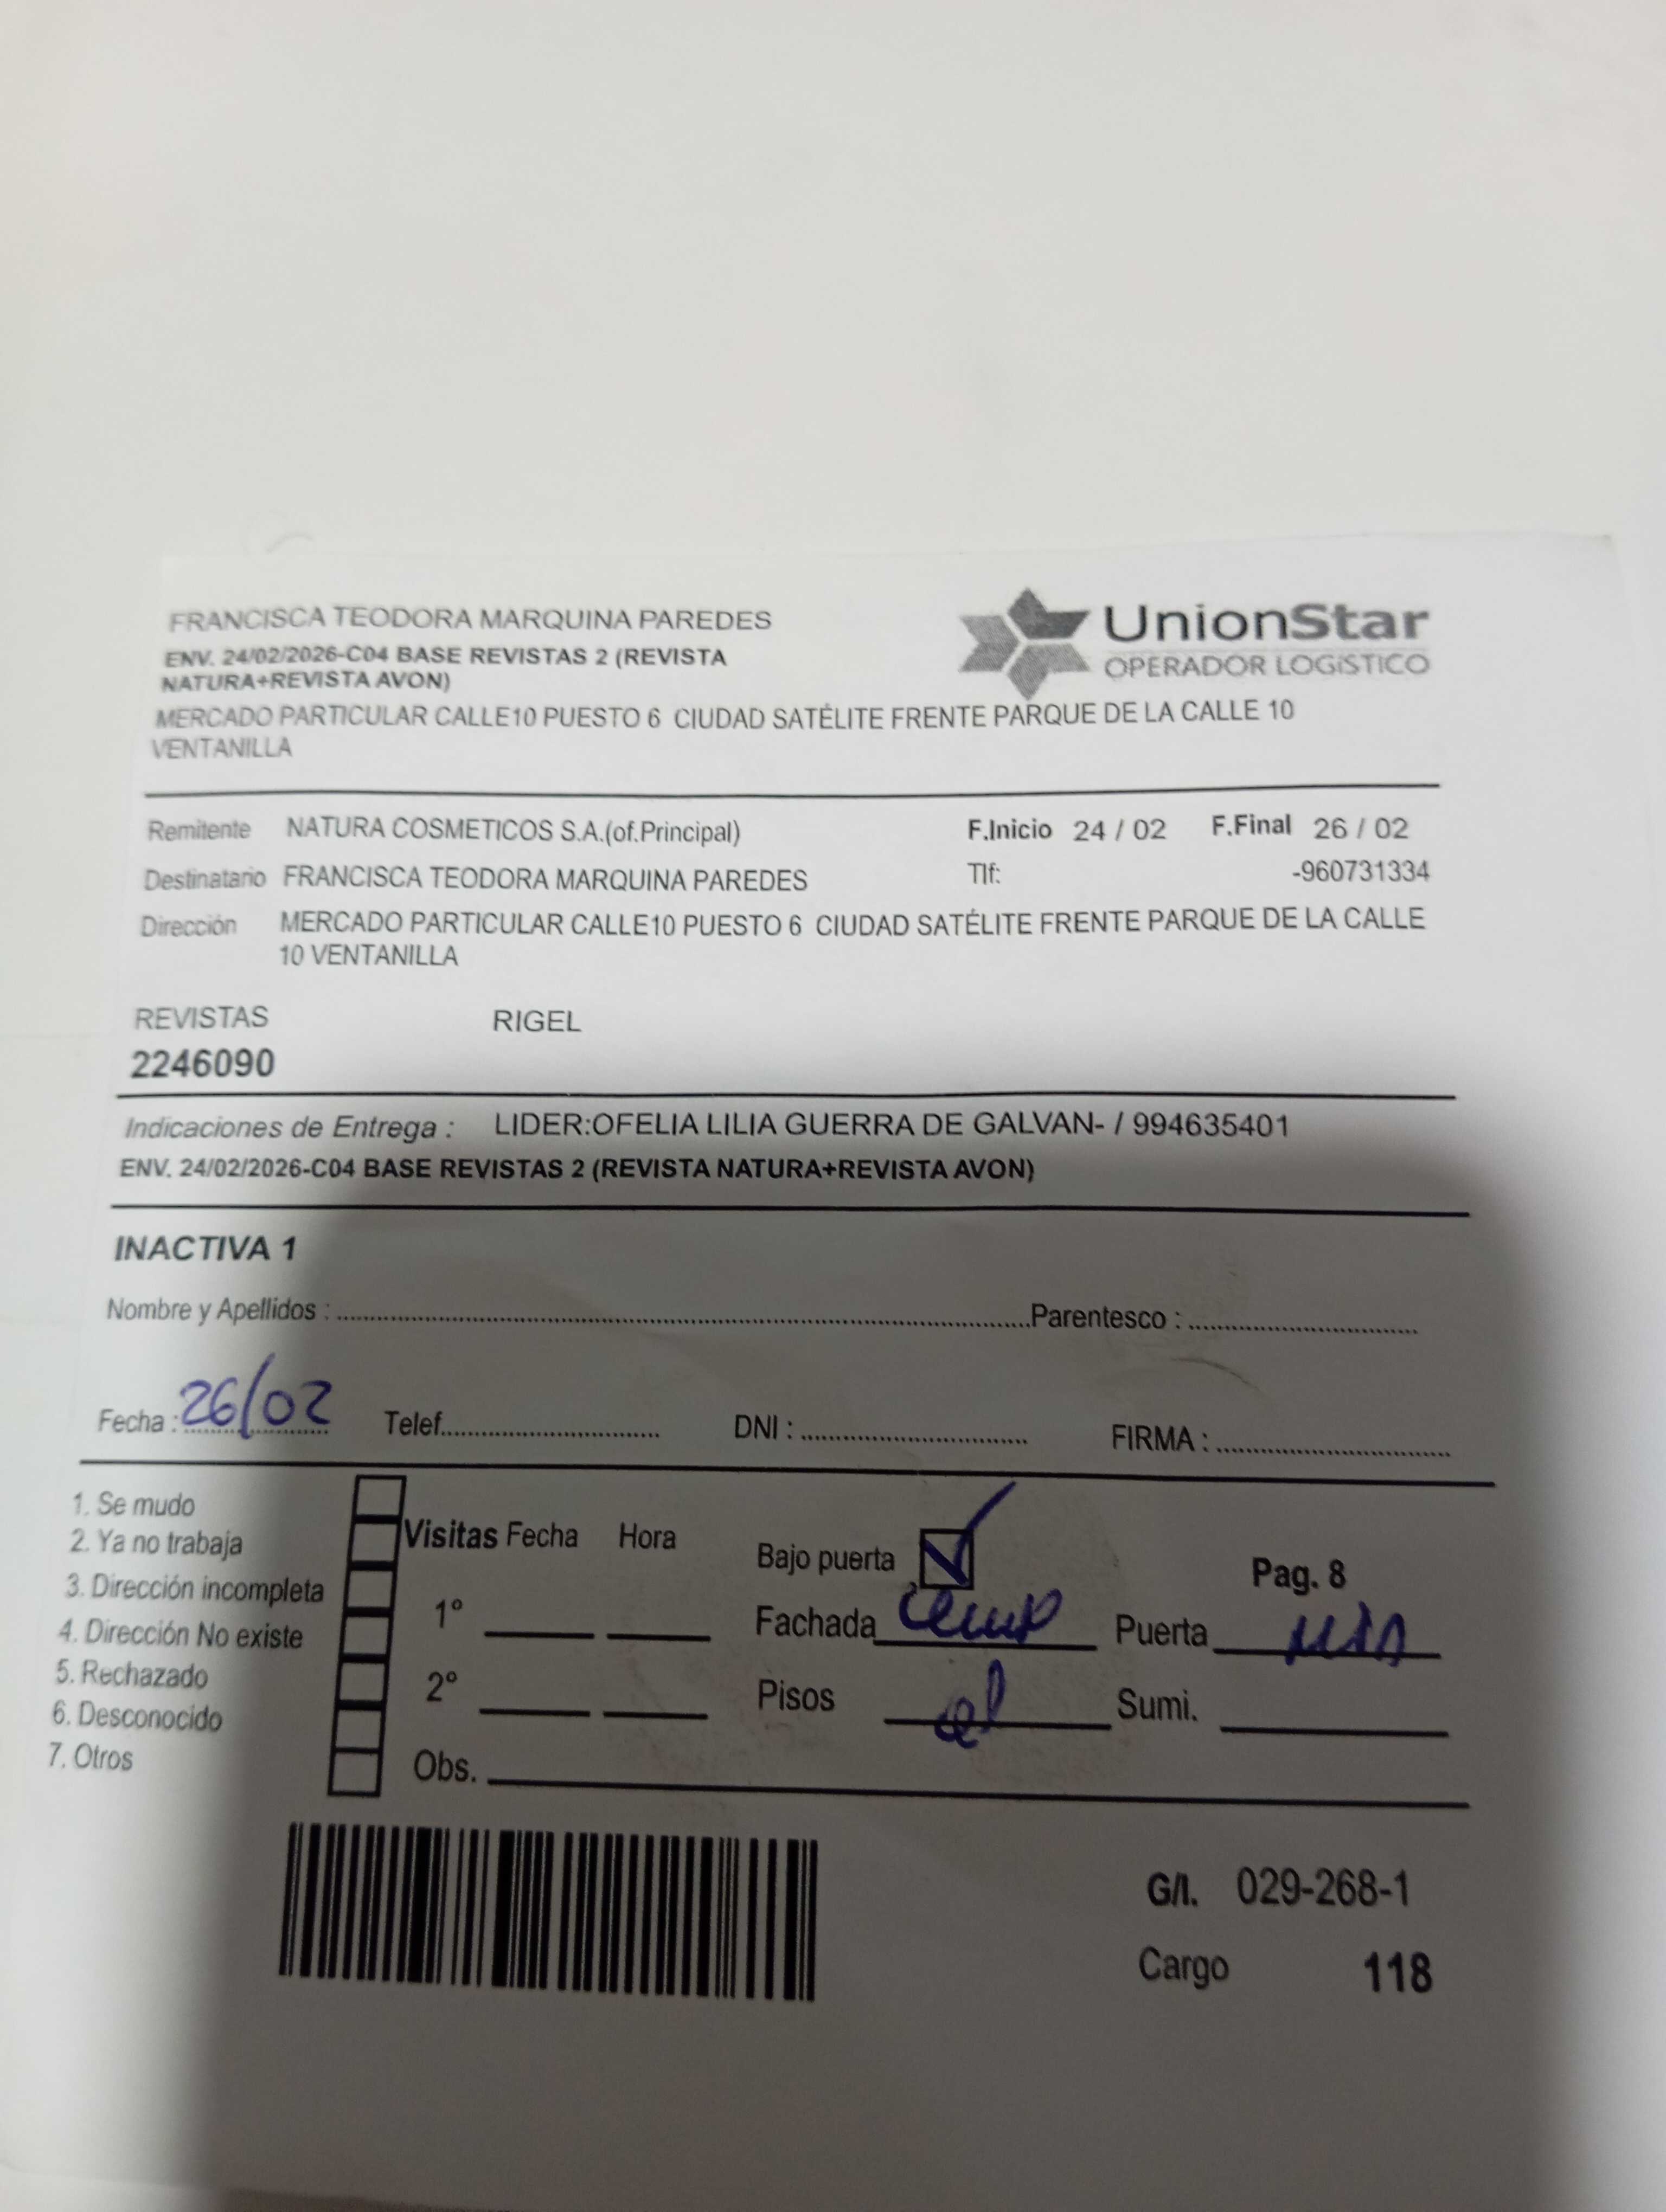 FRANCISCA TEODORA MARQUINA PAREDES
UnionStar
OPERADOR LOGÍSTICO
ENV. 24/02/2026-C04 BASE REVISTAS 2 (REVISTA
NATURA+REVISTA AVON)
MERCADO PARTICULAR CALLE10 PUESTO 6 CIUDAD SATÉLITE FRENTE PARQUE DE LA CALLE 10
VENTANILLA
Remitente NATURA COSMETICOS S.A.(of.Principal) F.Inicio 24 / 02 F.Final 26 / 02
Destinatario FRANCISCA TEODORA MARQUINA PAREDES Tlf: -960731334
Dirección MERCADO PARTICULAR CALLE10 PUESTO 6 CIUDAD SATÉLITE FRENTE PARQUE DE LA CALLE
10 VENTANILLA
REVISTAS RIGEL
2246090
Indicaciones de Entrega : LIDER:OFELIA LILIA GUERRA DE GALVAN- / 994635401
ENV. 24/02/2026-C04 BASE REVISTAS 2 (REVISTA NATURA+REVISTA AVON)
INACTIVA 1
Nombre y Apellidos : Parentesco :
Fecha : 26/02 Telef. DNI : FIRMA :
1. Se mudo
2. Ya no trabaja
3. Dirección incompleta
4. Dirección No existe
5. Rechazado
6. Desconocido
7. Otros
Visitas Fecha Hora
1°
2°
Obs.
Bajo puerta
Pag. 8
Fachada Puerta
Pisos Sumi.
G/I. 029-268-1
Cargo 118